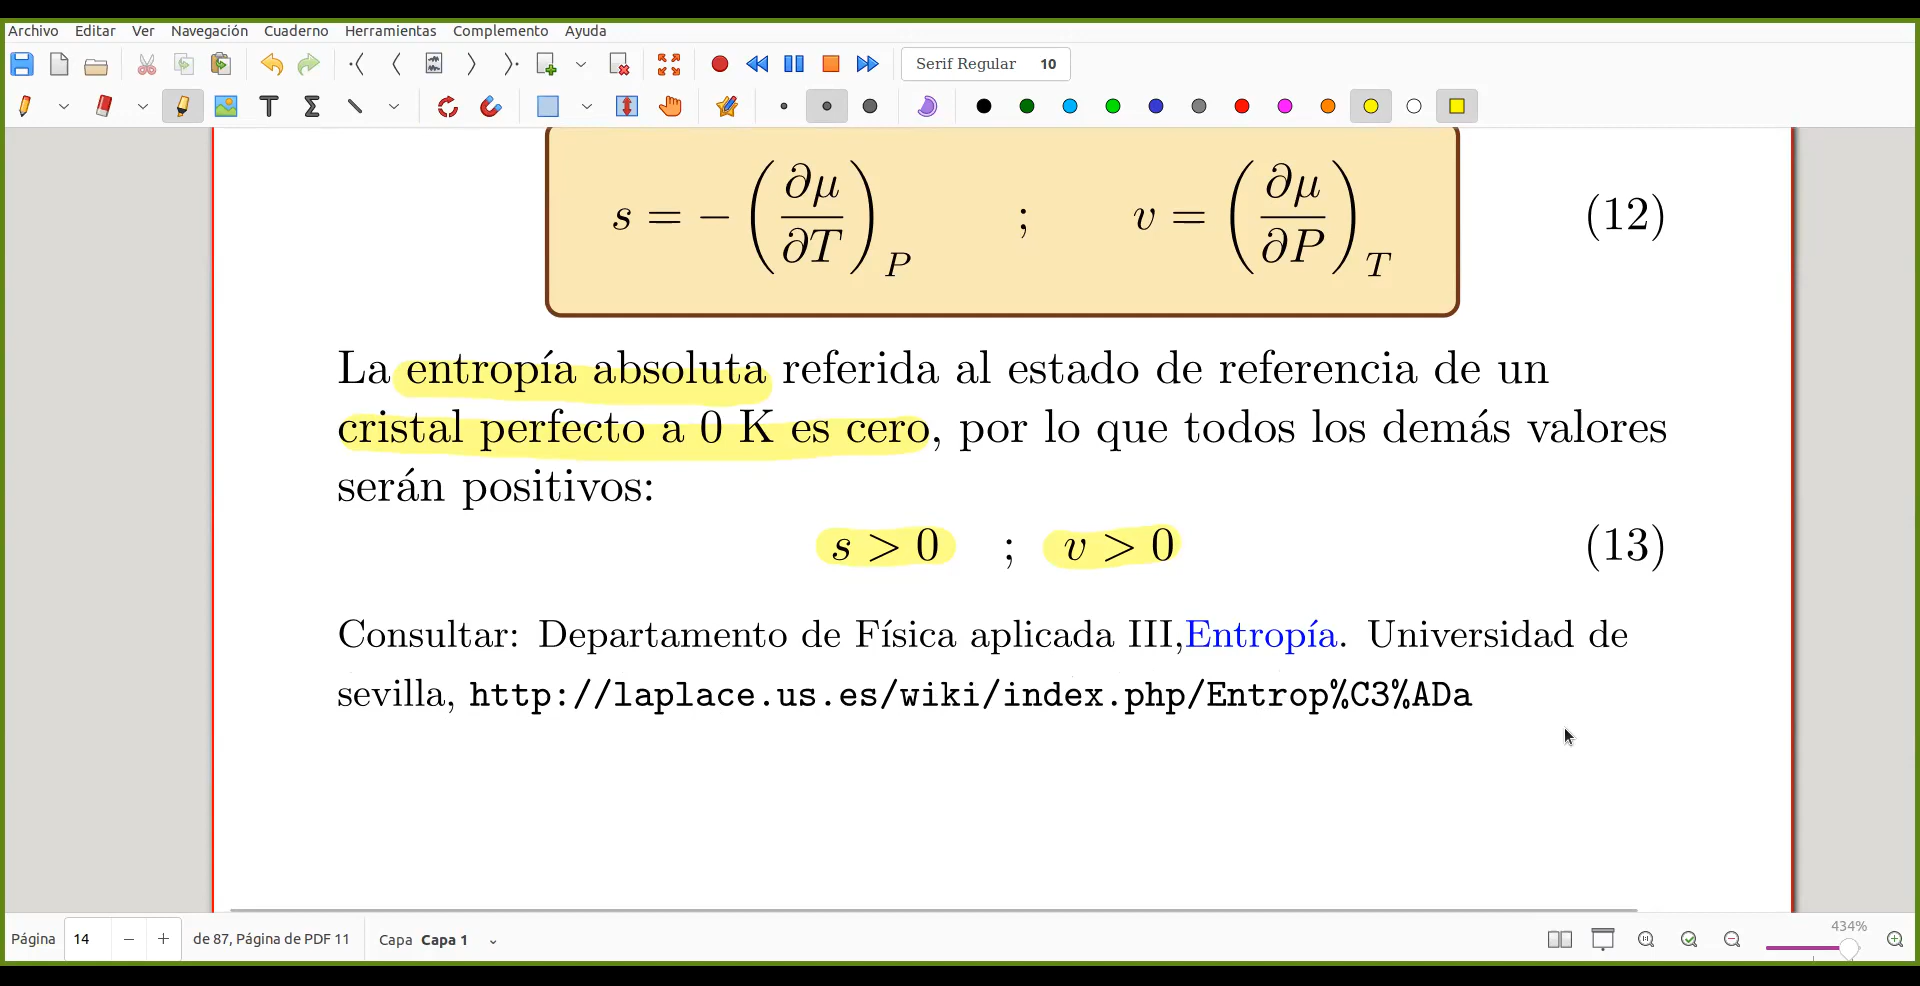 Archivo Editar Ver Navegación Cuaderno Herramientas Complemento Ayuda
Serif Regular 10
s = − (∂μ/∂T)_P ; v = (∂μ/∂P)_T (12)
La entropía absoluta referida al estado de referencia de un
cristal perfecto a 0 K es cero, por lo que todos los demás valores
serán positivos:
s > 0 ; v > 0 (13)
Consultar: Departamento de Física aplicada III,Entropía. Universidad de
sevilla, http://laplace.us.es/wiki/index.php/Entrop%C3%ADa
Página 14 de 87, Página de PDF 11 Capa Capa 1 434%